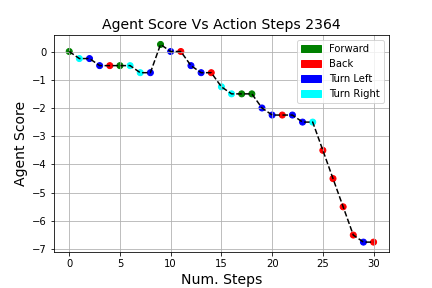 Agent Score Vs Action Steps 2364
Forward
Back
Turn Left
Turn Right
Agent Score
0
−1
−2
−3
−4
−5
−6
−7
0 5 10 15 20 25 30
Num. Steps